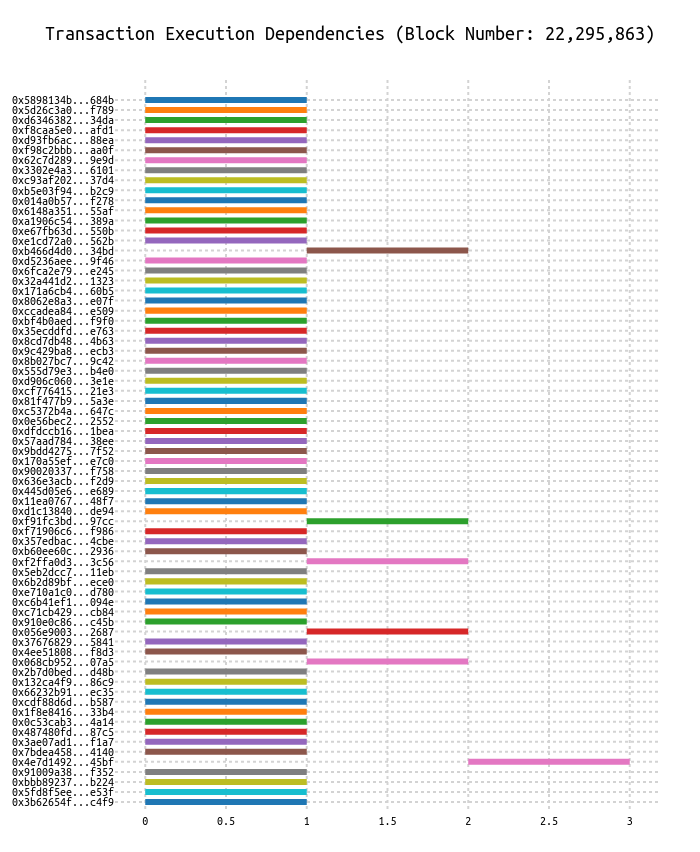 Transaction Execution Dependencies (Block Number: 22,295,863)
0x5898134b...684b
0x5d26c3a0...f789
0xd6346382...34da
0xf8caa5e0...afd1
0xd93fb6ac...88ea
0xf98c2bbb...aa0f
0x62c7d289...9e9d
0x3302e4a3...6101
0xc93af202...37d4
0xb5e03f94...b2c9
0x014a0b57...f278
0x6148a351...55af
0xa1906c54...389a
0xe67fb63d...550b
0xe1cd72a0...562b
0xb466d4d0...34bd
0xd5236aee...9f46
0x6fca2e79...e245
0x32a441d2...1323
0x171a6cb4...60b5
0x8062e8a3...e07f
0xccadea84...e509
0xbf4b0aed...f9f0
0x35ecddfd...e763
0x8cd7db48...4b63
0x9c429ba8...ecb3
0x8b027bc7...9c42
0x555d79e3...b4e0
0xd906c060...3e1e
0xcf776415...21e3
0x81f477b9...5a3e
0xc5372b4a...647c
0x0e56bec2...2552
0xdfdccb16...1bea
0x57aad784...38ee
0x9bdd4275...7f52
0x170a55ef...e7c0
0x90020337...f758
0x636e3acb...f2d9
0x445d05e6...e689
0x11ea0767...48f7
0xd1c13840...de94
0xf91fc3bd...97cc
0xf71906c6...f986
0x357edbac...4cbe
0xb60ee60c...2936
0xf2ffa0d3...3c56
0x5eb2dcc7...11eb
0x6b2d89bf...ece0
0xe710a1c0...d780
0xc6b41ef1...094e
0xc71cb429...cb84
0x910e0c86...c45b
0x056e9003...2687
0x37676829...5841
0x4ee51808...f8d3
0x068cb952...07a5
0x2b7d0bed...d48b
0x132ca4f9...86c9
0x66232b91...ec35
0xcdf88d6d...b587
0x1f8e8416...33b4
0x0c53cab3...4a14
0x487480fd...87c5
0x3ae07ad1...f1a7
0x7bdea458...4140
0x4e7d1492...45bf
0x91009a38...f352
0xbbb89237...b224
0x5fd8f5ee...e53f
0x3b62654f...c4f9
0 0.5 1 1.5 2 2.5 3